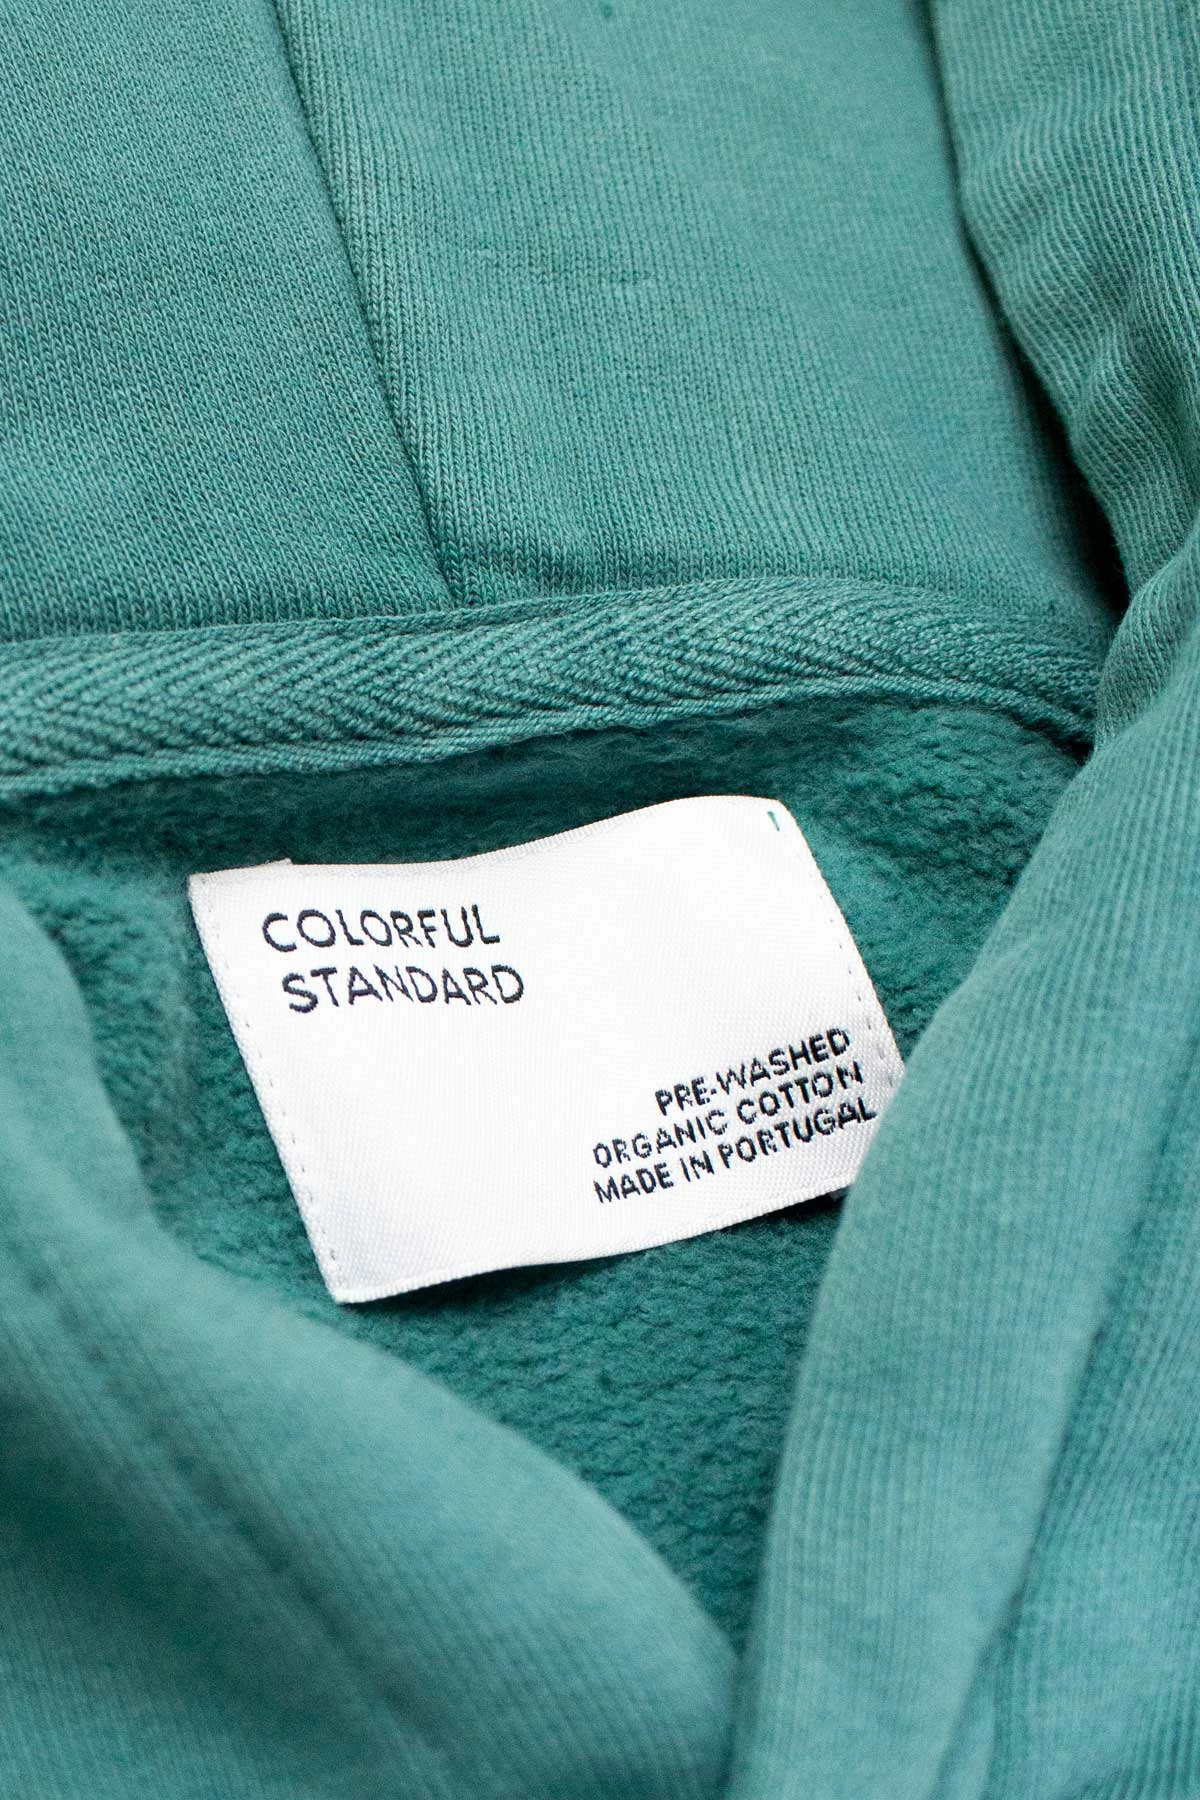 COLORFUL
STANDARD
PRE-WASHED
ORGANIC COTTON
MADE IN PORTUGAL